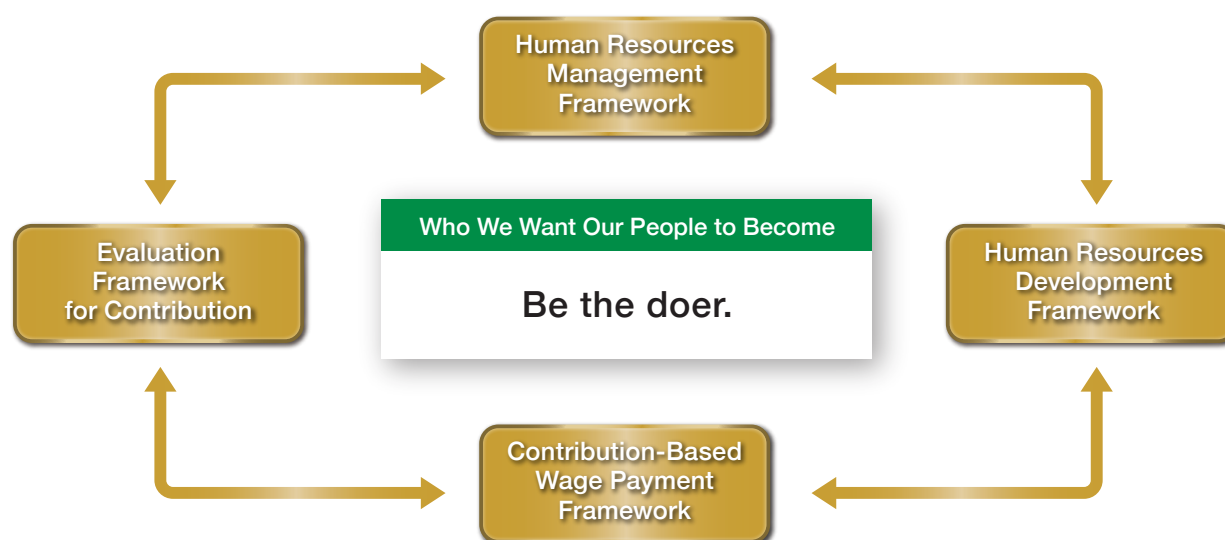 Human Resources
Management
Framework
Who We Want Our People to Become
Be the doer.
Evaluation
Framework
for Contribution
Human Resources
Development
Framework
Contribution-Based
Wage Payment
Framework